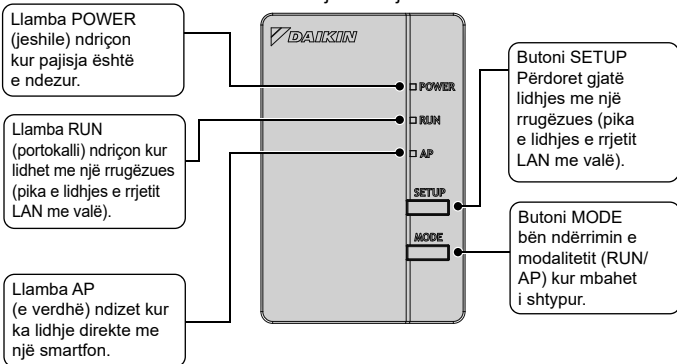 Llamba POWER
(jeshile) ndriçon
kur pajisja është
e ndezur.
Llamba RUN
(portokalli) ndriçon kur
lidhet me një rrugëzues
(pika e lidhjes e rrjetit
LAN me valë).
Llamba AP
(e verdhë) ndizet kur
ka lidhje direkte me
një smartfon.
DAIKIN
POWER
RUN
AP
SETUP
MODE
Butoni SETUP
Përdoret gjatë
lidhjes me një
rrugëzues (pika
e lidhjes e rrjetit
LAN me valë).
Butoni MODE
bën ndërrimin e
modalitetit (RUN/
AP) kur mbahet
i shtypur.